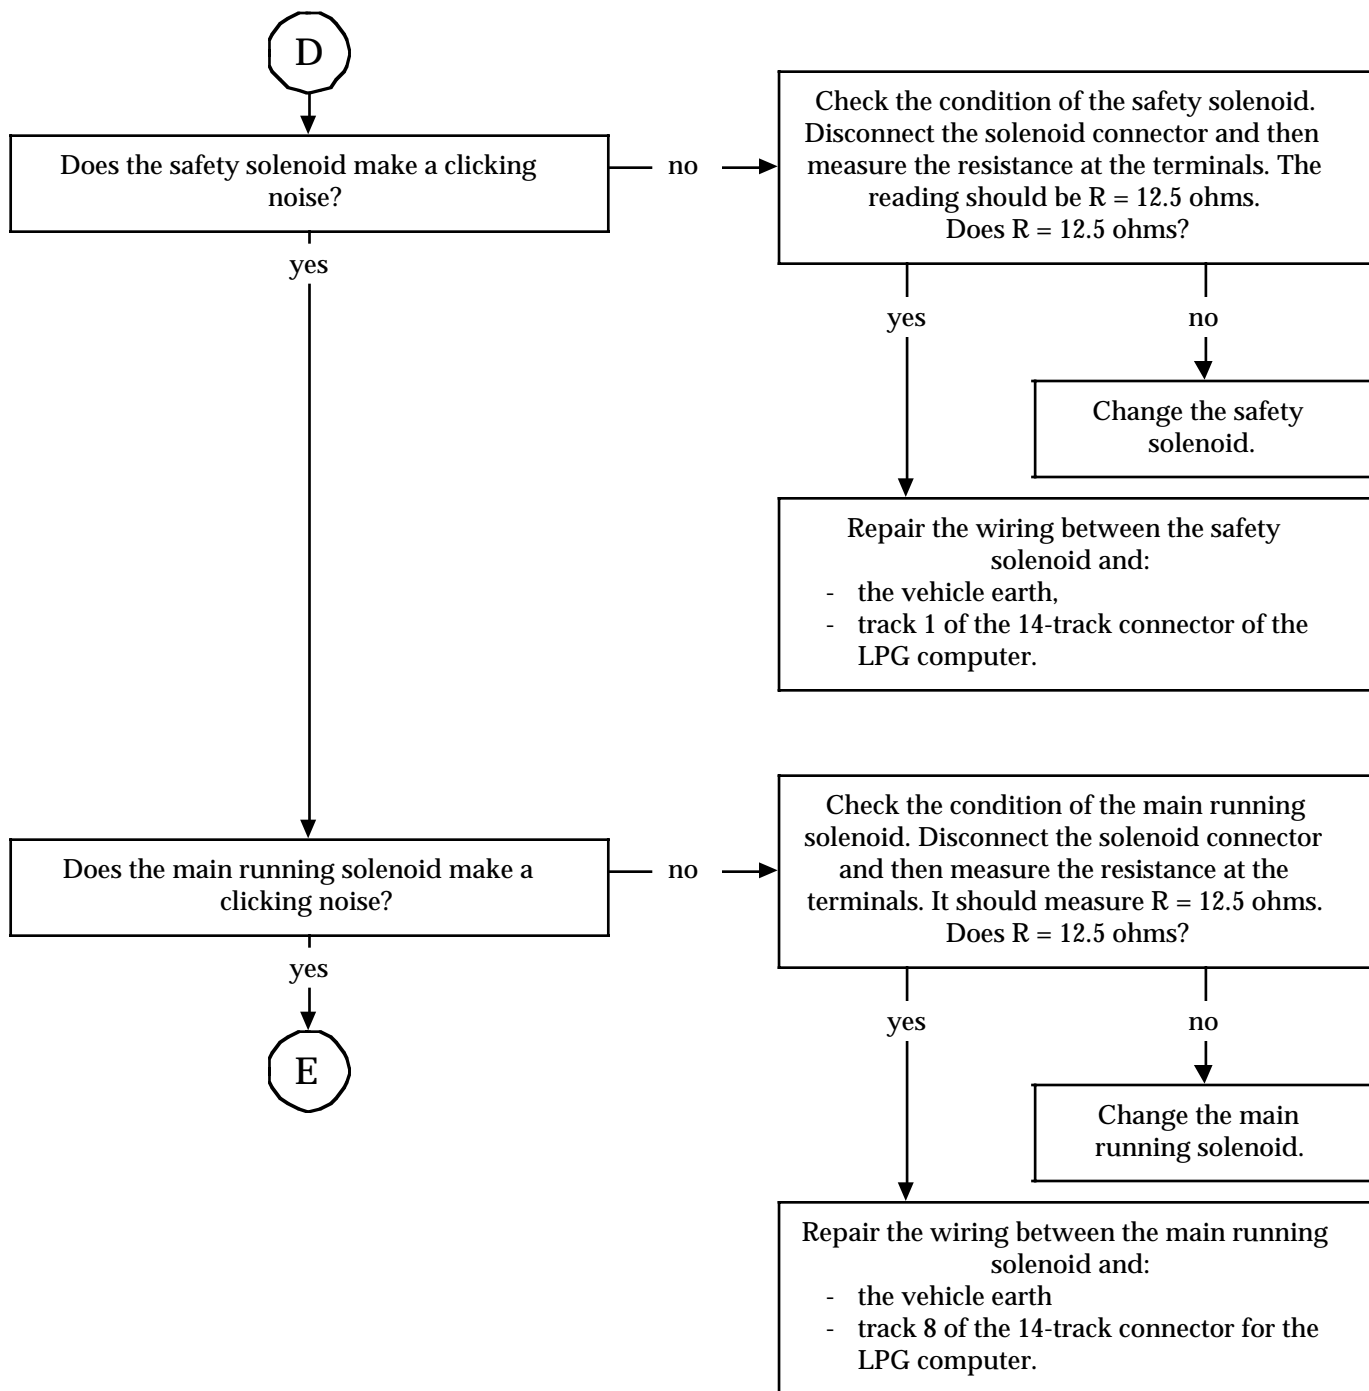 D
Does the safety solenoid make a clicking
noise?
no
Check the condition of the safety solenoid.
Disconnect the solenoid connector and then
measure the resistance at the terminals. The
reading should be R = 12.5 ohms.
Does R = 12.5 ohms?
yes
yes
no
Change the safety
solenoid.
Repair the wiring between the safety
solenoid and:
- the vehicle earth,
- track 1 of the 14-track connector of the
LPG computer.
Does the main running solenoid make a
clicking noise?
no
Check the condition of the main running
solenoid. Disconnect the solenoid connector
and then measure the resistance at the
terminals. It should measure R = 12.5 ohms.
Does R = 12.5 ohms?
yes
E
yes
no
Change the main
running solenoid.
Repair the wiring between the main running
solenoid and:
- the vehicle earth
- track 8 of the 14-track connector for the
LPG computer.